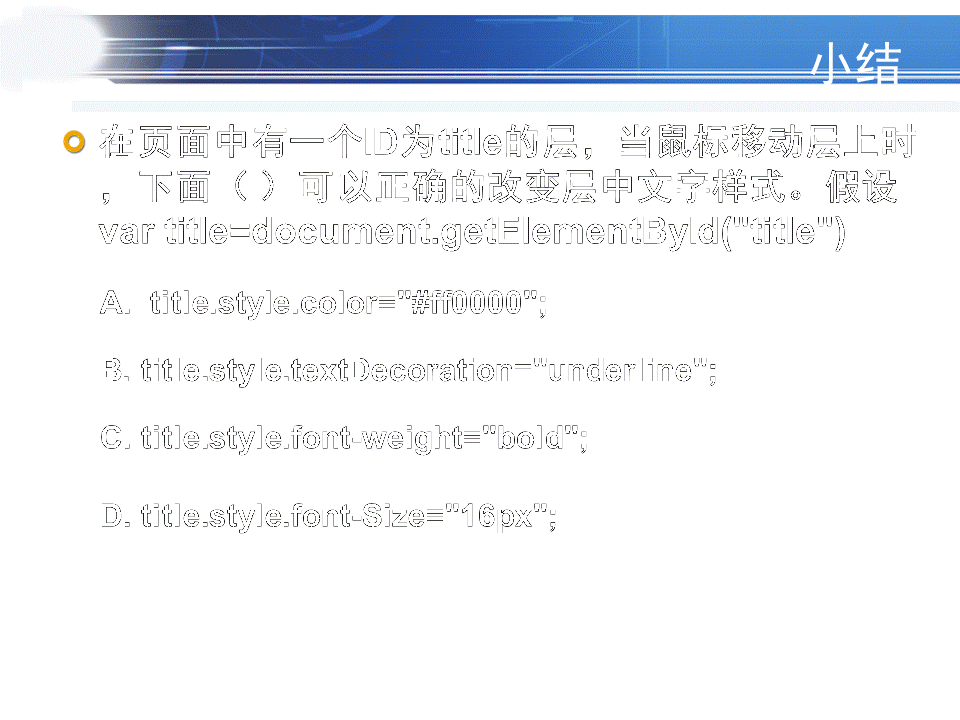 小结
在页面中有一个ID为title的层，当鼠标移动层上时
，下面（ ）可以正确的改变层中文字样式。假设
var title=document.getElementById("title")
A. title.style.color="#ff0000";
B. title.style.textDecoration="underline";
C. title.style.font-weight="bold";
D. title.style.font-Size="16px";